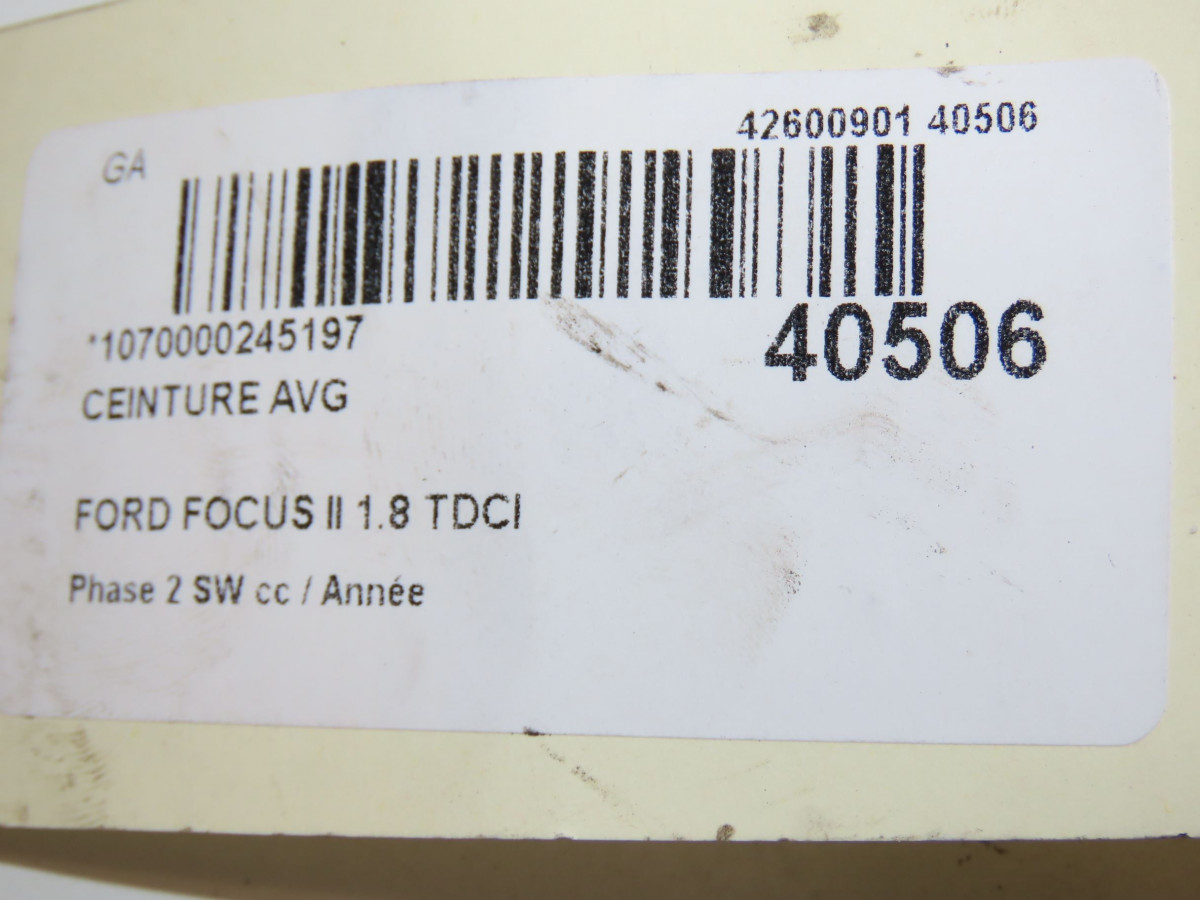 42600901 40506
GA
*1070000245197
40506
CEINTURE AVG
FORD FOCUS II 1.8 TDCI
Phase 2 SW cc / Année